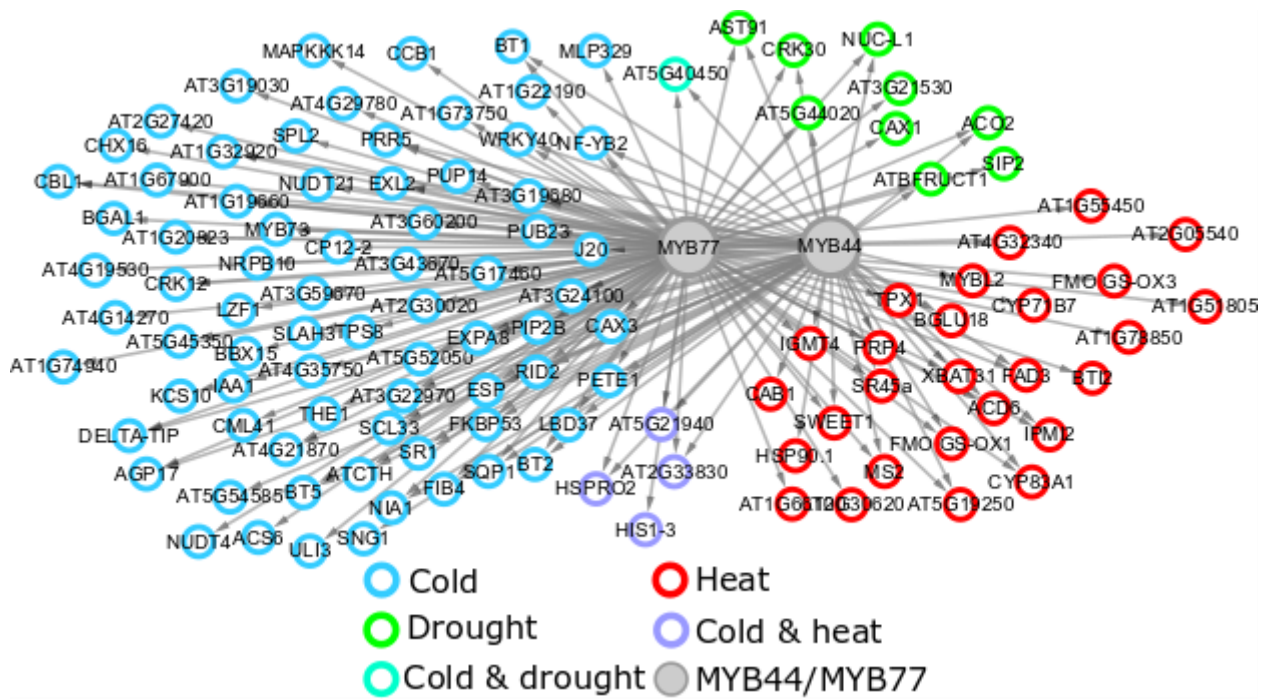 AST91
MAPKKK14
CCB1
BT1
MLP329
CRK30
NUC-L1
AT5G40450
AT3G19030
AT4G29780
AT1G22190
AT3G21530
AT2G27420
AT1G73750
AT5G44020
SPL2
PRR5
WRKY40
NF-YB2
CAX1
ACO2
CHX16
AT1G32920
SIP2
CBL1
AT1G67900
NUDT21
EXL2
PUP14
ATBFRUCT1
AT1G19660
AT3G19680
AT1G55450
BGAL1
AT1G20823
MYB73
AT3G60200
PUB23
AT2G05540
CP12-2
J20
MYB77
MYB44
AT4G32340
AT4G19530
NRPB10
AT3G43670
AT5G17460
CRK12
MYBL2
FMO GS-OX3
AT3G59670
AT3G24100
TPX1
CYP71B7
AT1G51805
AT4G14270
LZF1
AT2G30020
SLAH3
TPS8
EXPA8
PIP2B
CAX3
BGLU18
AT1G78850
AT5G45350
BBX15
AT5G52050
IGMT4
PRP4
AT1G74940
AT4G35750
RID2
PETE1
XBAT31
FAD3
BTI2
KCS10
IAA1
AT3G22970
ESP
CAB1
SR45a
ACD6
THE1
DELTA-TIP
CML41
SCL33
FKBP53
LBD37
AT5G21940
SWEET1
IPMI2
AT4G21870
SR1
FMO GS-OX1
AGP17
ATCTH
SQP1
BT2
AT2G33830
HSP90.1
MS2
CYP83A1
AT5G54585
BT5
FIB4
HSPRO2
NIA1
AT2G30620
AT5G19250
NUDT4
ACS6
ULI3
SNG1
HIS1-3
Cold
Heat
Drought
Cold & heat
Cold & drought
MYB44/MYB77